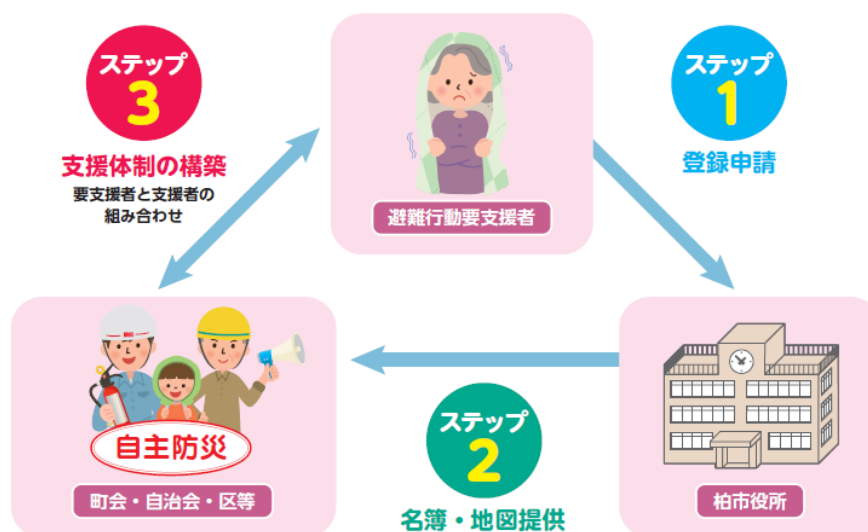 ステップ
3
支援体制の構築
要支援者と支援者の
組み合わせ
避難行動要支援者
ステップ
1
登録申請
自主防災
町会・自治会・区等
ステップ
2
名簿・地図提供
柏市役所